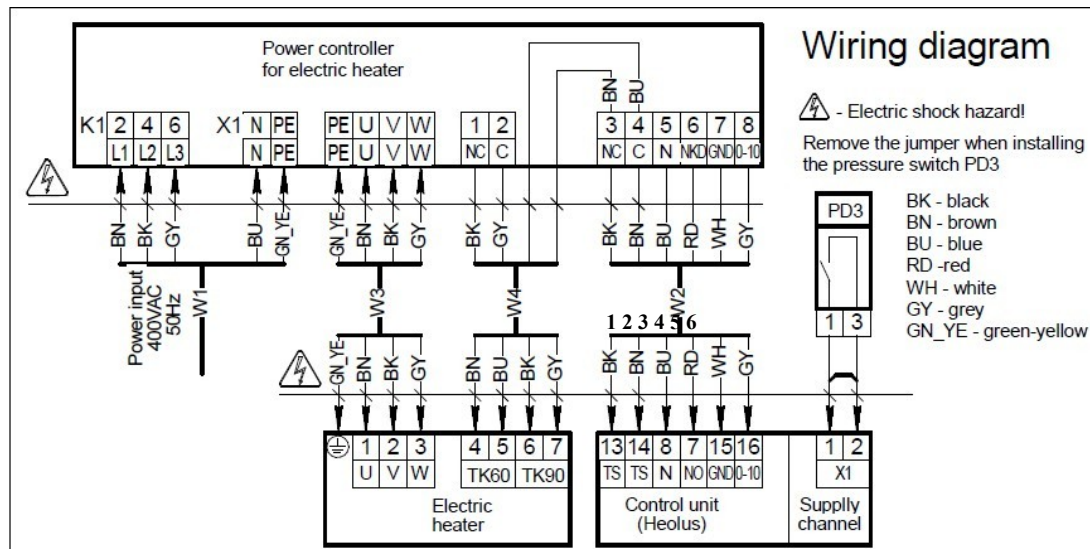 Wiring diagram
Power controller
for electric heater
K1 2 4 6 X1 N PE PE U V W 1 2 3 4 5 6 7 8
L1 L2 L3 N PE PE U V W NC C NC C N NKD GND 0-10
BN BU
- Electric shock hazard!
Remove the jumper when installing
the pressure switch PD3
BN BK GY BU GN_YE GN_YE BN BK GY BK GY BK BN BU RD WH GY
Power input
400VAC
50Hz
W1 W3 W4 W2
1 2 3 4 5 6
GN_YE BN BK GY BN BU BK GY BK BN BU RD WH GY
PD3
1 3
BK - black
BN - brown
BU - blue
RD -red
WH - white
GY - grey
GN_YE - green-yellow
1 2 3 4 5 6 7 13 14 8 7 15 16 1 2
U V W TK60 TK90 TS TS N NO GND 0-10 X1
Electric
heater
Control unit
(Heolus)
Supplly
channel